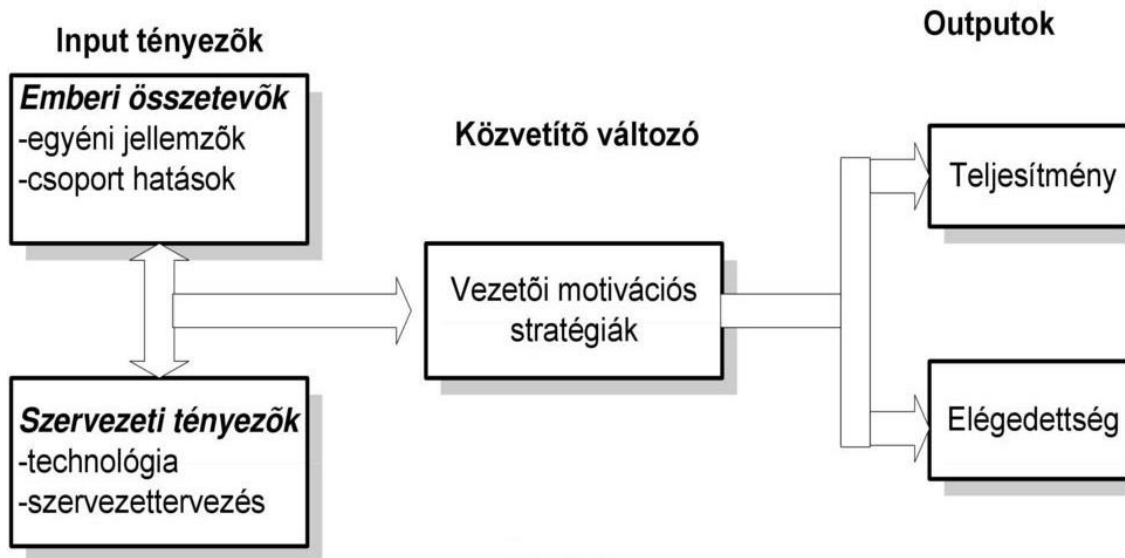 Input tényezõk
Emberi összetevõk
-egyéni jellemzõk
-csoport hatások
Szervezeti tényezõk
-technológia
-szervezettervezés
Közvetítõ változó
Vezetõi motivációs
stratégiák
Outputok
Teljesítmény
Elégedettség